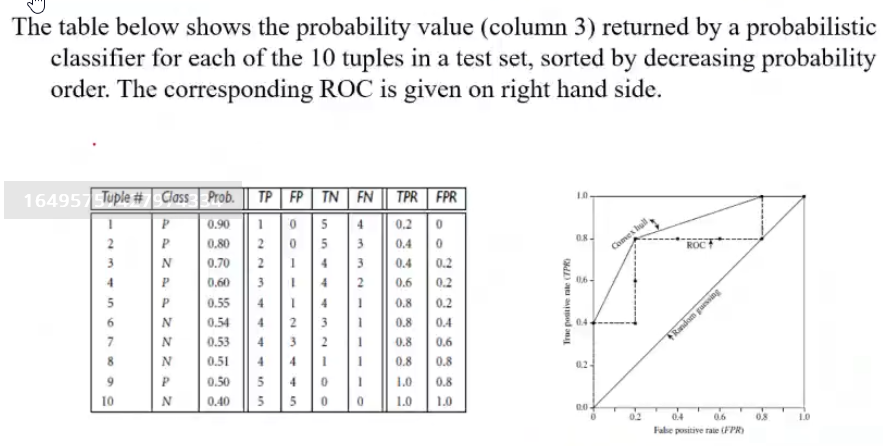 The table below shows the probability value (column 3) returned by a probabilistic
classifier for each of the 10 tuples in a test set, sorted by decreasing probability
order. The corresponding ROC is given on right hand side.
Tuple # Class Prob. TP FP TN FN TPR FPR
1 P 0.90 1 0 5 4 0.2 0
2 P 0.80 2 0 5 3 0.4 0
3 N 0.70 2 1 4 3 0.4 0.2
4 P 0.60 3 1 4 2 0.6 0.2
5 P 0.55 4 1 4 1 0.8 0.2
6 N 0.54 4 2 3 1 0.8 0.4
7 N 0.53 4 3 2 1 0.8 0.6
8 N 0.51 4 4 1 1 0.8 0.8
9 P 0.50 5 4 0 1 1.0 0.8
10 N 0.40 5 5 0 0 1.0 1.0
1.0
0.8
0.6
0.4
0.2
0.0
True positive rate (TPR)
Convex hull
ROC
Random guessing
0 0.2 0.4 0.6 0.8 1.0
False positive rate (FPR)